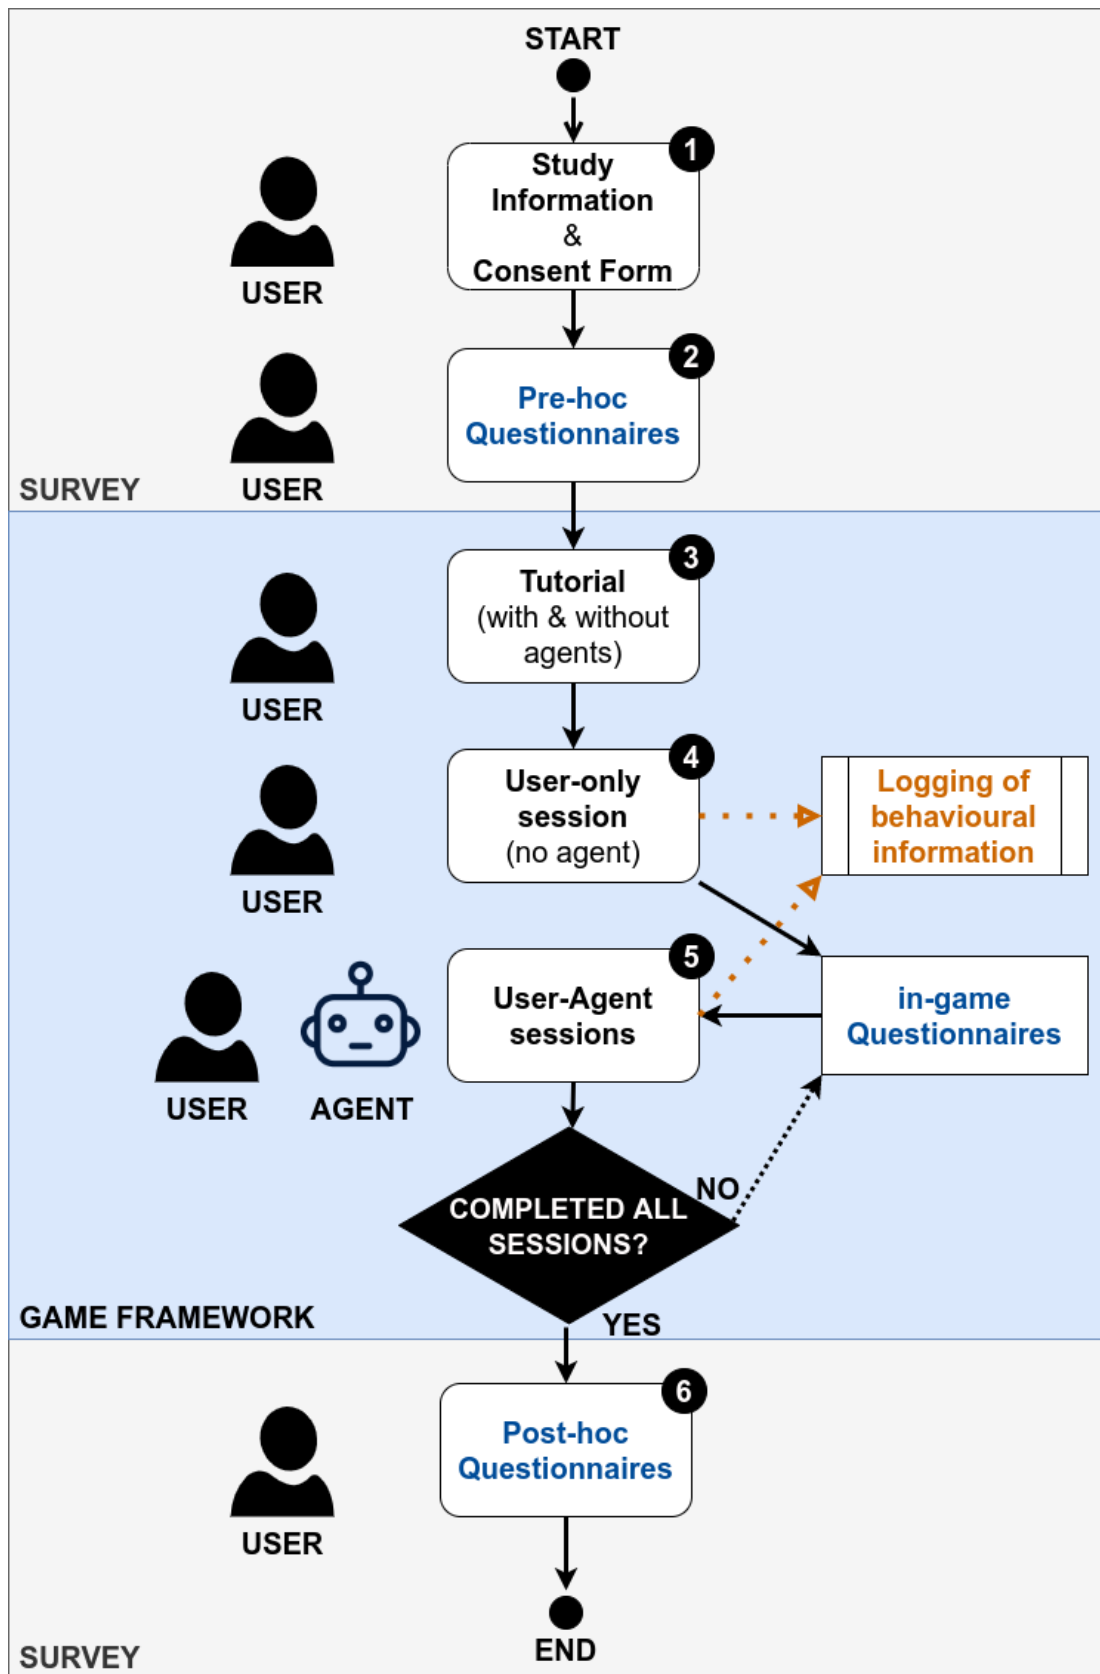 START
1
Study
Information
&
Consent Form
USER
2
Pre-hoc
Questionnaires
USER
SURVEY
3
Tutorial
(with & without
agents)
USER
4
User-only
session
(no agent)
USER
Logging of
behavioural
information
5
User-Agent
sessions
USER
AGENT
in-game
Questionnaires
COMPLETED ALL
SESSIONS?
NO
YES
GAME FRAMEWORK
6
Post-hoc
Questionnaires
USER
END
SURVEY